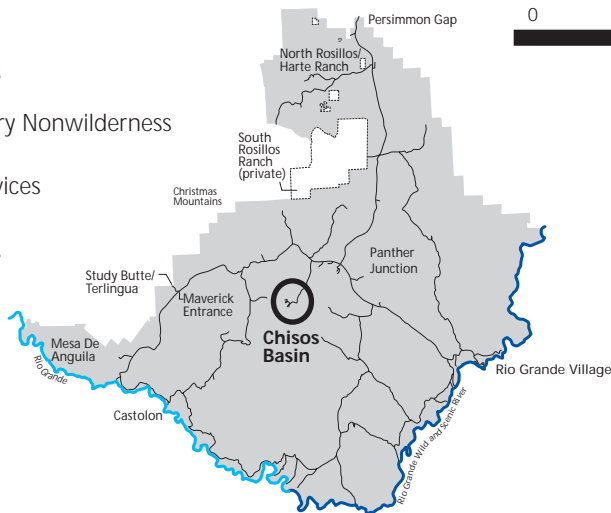 0
Persimmon Gap
North Rosillos/
Harte Ranch
ry Nonwilderness
South
Rosillos
Ranch
(private)
vices
Christmas
Mountains
Panther
Junction
Study Butte/
Terlingua
Maverick
Entrance
Chisos
Basin
Mesa De
Anguila
Rio Grande
Rio Grande Village
Castolon
Rio Grande Wild and Scenic River